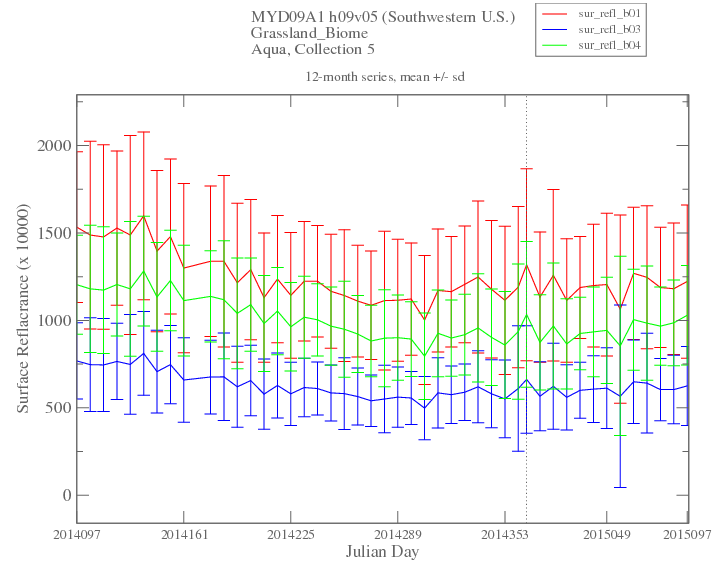 MYD09A1 h09v05 (Southwestern U.S.)
Grassland_Biome
Aqua, Collection 5
12-month series, mean +/- sd
sur_refl_b01
sur_refl_b03
sur_refl_b04
Surface Reflacrance (x 10000)
2000
1500
1000
500
0
2014097 2014161 2014225 2014289 2014353 2015049 2015097
Julian Day